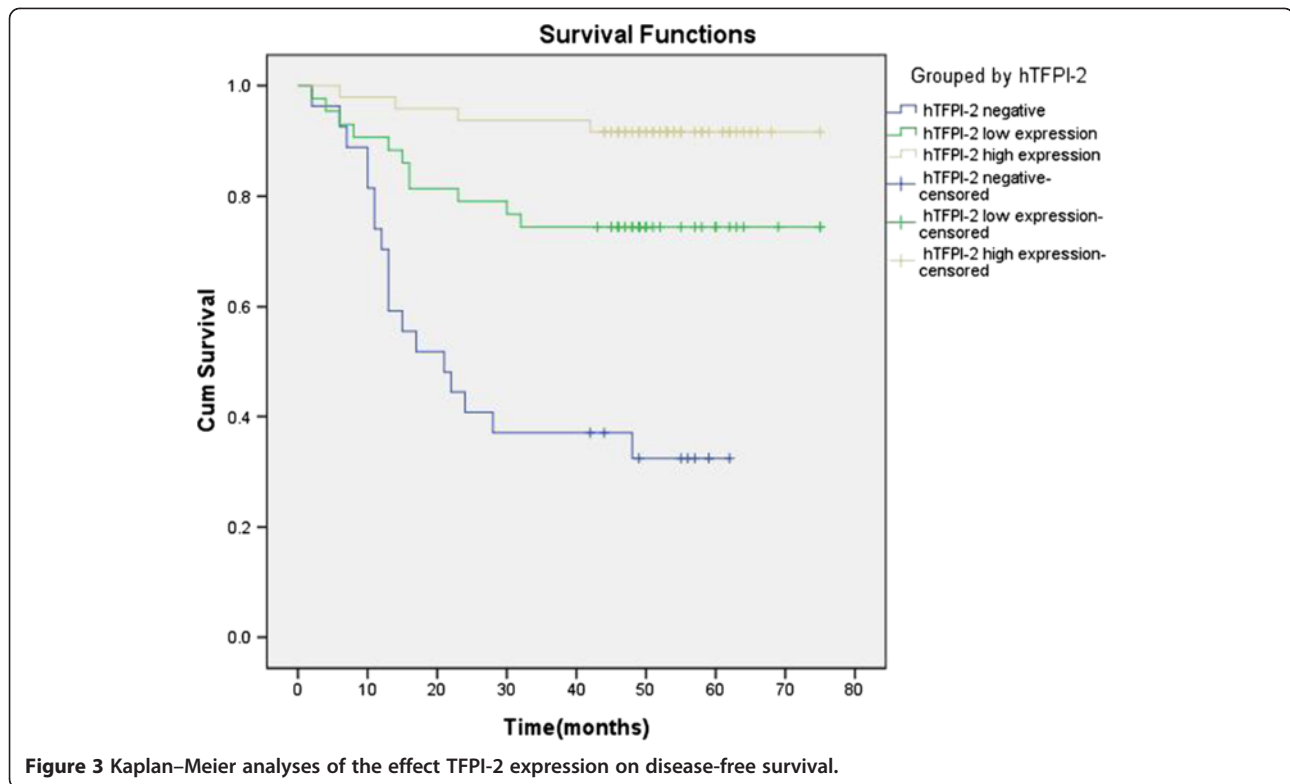 Survival Functions
Grouped by hTFPI-2
hTFPI-2 negative
hTFPI-2 low expression
hTFPI-2 high expression
hTFPI-2 negative-
censored
hTFPI-2 low expression-
censored
hTFPI-2 high expression-
censored
Cum Survival
1.0
0.8
0.6
0.4
0.2
0.0
0 10 20 30 40 50 60 70 80
Time(months)
Figure 3 Kaplan–Meier analyses of the effect TFPI-2 expression on disease-free survival.